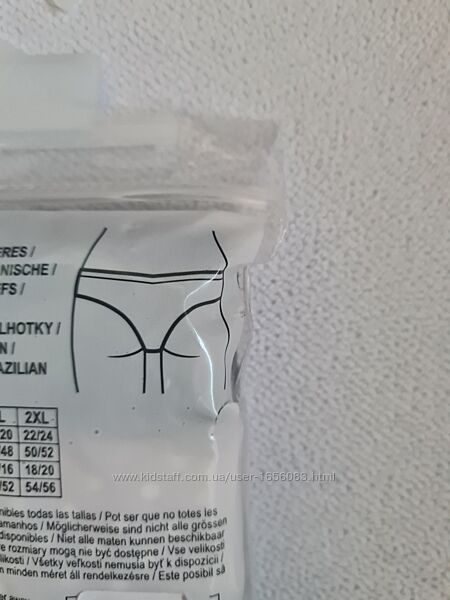 ERES /
NISCHE /
FS /
LHOTKY /
N /
AZILIAN
L 2XL
20 22/24
48 50/52
16 18/20
52 54/56
www.kidstaff.com.ua/user-1656083.html
nibles todas las tallas / Pot ser que no totes les
amanhos / Möglicherweise sind nicht alle grössen
disponibles / Niet alle maten kunnen beschikbaar
re rozmiary mogą nie być dostępne / Vse velikosti
likosti / Všetky veľkosti nemusia byť k dispozícii /
n minden méret áll rendelkezésre / Este posibil să